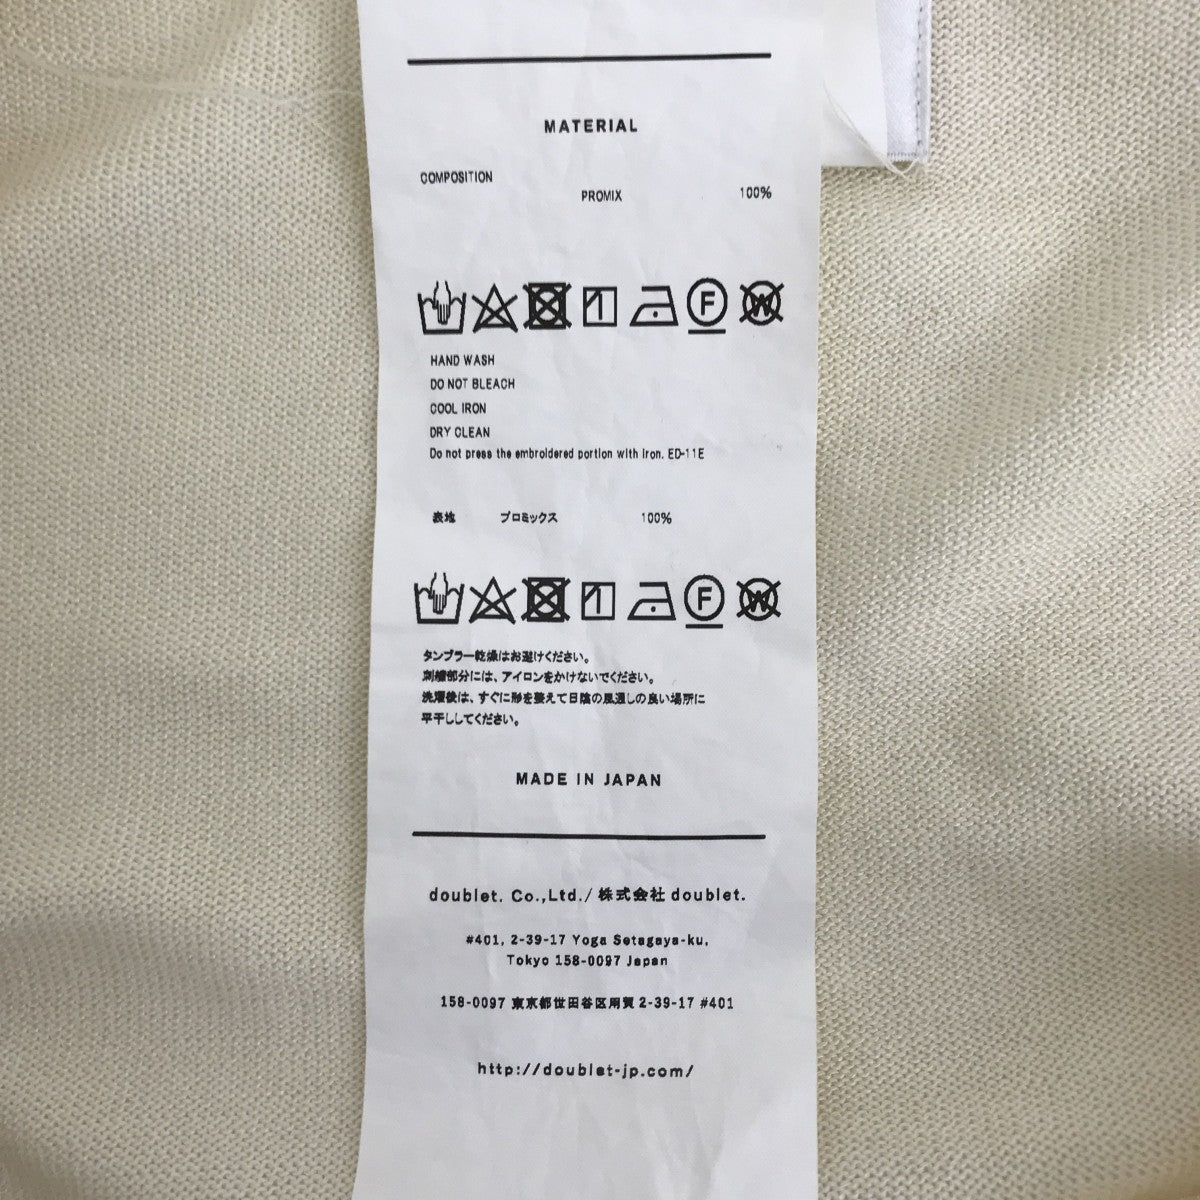 MATERIAL
COMPOSITION
PROMIX 100%
F W
HAND WASH
DO NOT BLEACH
COOL IRON
DRY CLEAN
Do not press the embroidered portion with iron. ED-11E
表地 プロミックス 100%
F W
タンブラー乾燥はお避けください。
刺繍部分には、アイロンをかけないでください。
洗濯後は、すぐに形を整えて日陰の風通しの良い場所に
平干ししてください。
MADE IN JAPAN
doublet. Co.,Ltd./ 株式会社 doublet.
#401, 2-39-17 Yoga Setagaya-ku,
Tokyo 158-0097 Japan
158-0097 東京都世田谷区用賀 2-39-17 #401
http://doublet-jp.com/